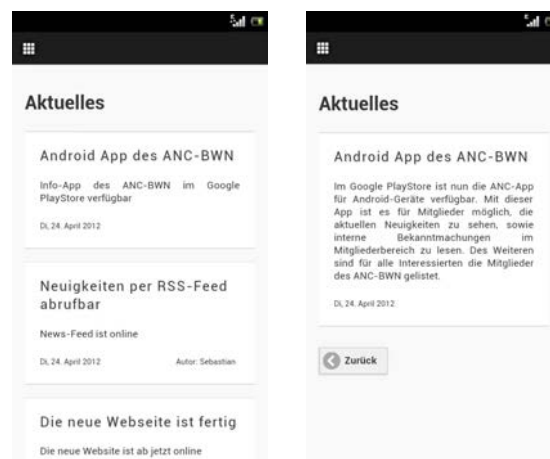 Aktuelles
Android App des ANC-BWN
Info-App des ANC-BWN im Google
PlayStore verfügbar
Di, 24. April 2012
Neuigkeiten per RSS-Feed
abrufbar
News-Feed ist online
Di, 24. April 2012 Autor: Sebastian
Die neue Webseite ist fertig
Die neue Website ist ab jetzt online
Aktuelles
Android App des ANC-BWN
Im Google PlayStore ist nun die ANC-App
für Android-Geräte verfügbar. Mit dieser
App ist es für Mitglieder möglich, die
aktuellen Neuigkeiten zu sehen, sowie
interne Bekanntmachungen im
Mitgliederbereich zu lesen. Des Weiteren
sind für alle Interessierten die Mitglieder
des ANC-BWN gelistet.
Di, 24. April 2012
Zurück